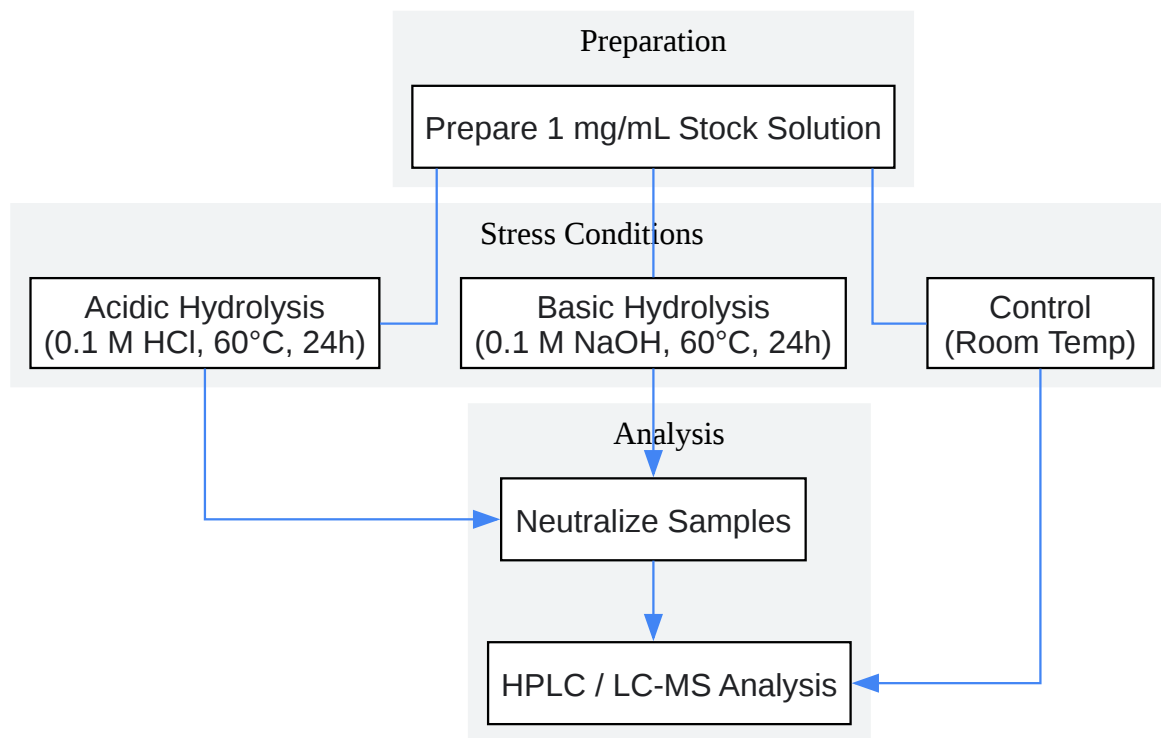 Preparation
Prepare 1 mg/mL Stock Solution
Stress Conditions
Acidic Hydrolysis
(0.1 M HCl, 60°C, 24h)
Basic Hydrolysis
(0.1 M NaOH, 60°C, 24h)
Control
(Room Temp)
Analysis
Neutralize Samples
HPLC / LC-MS Analysis